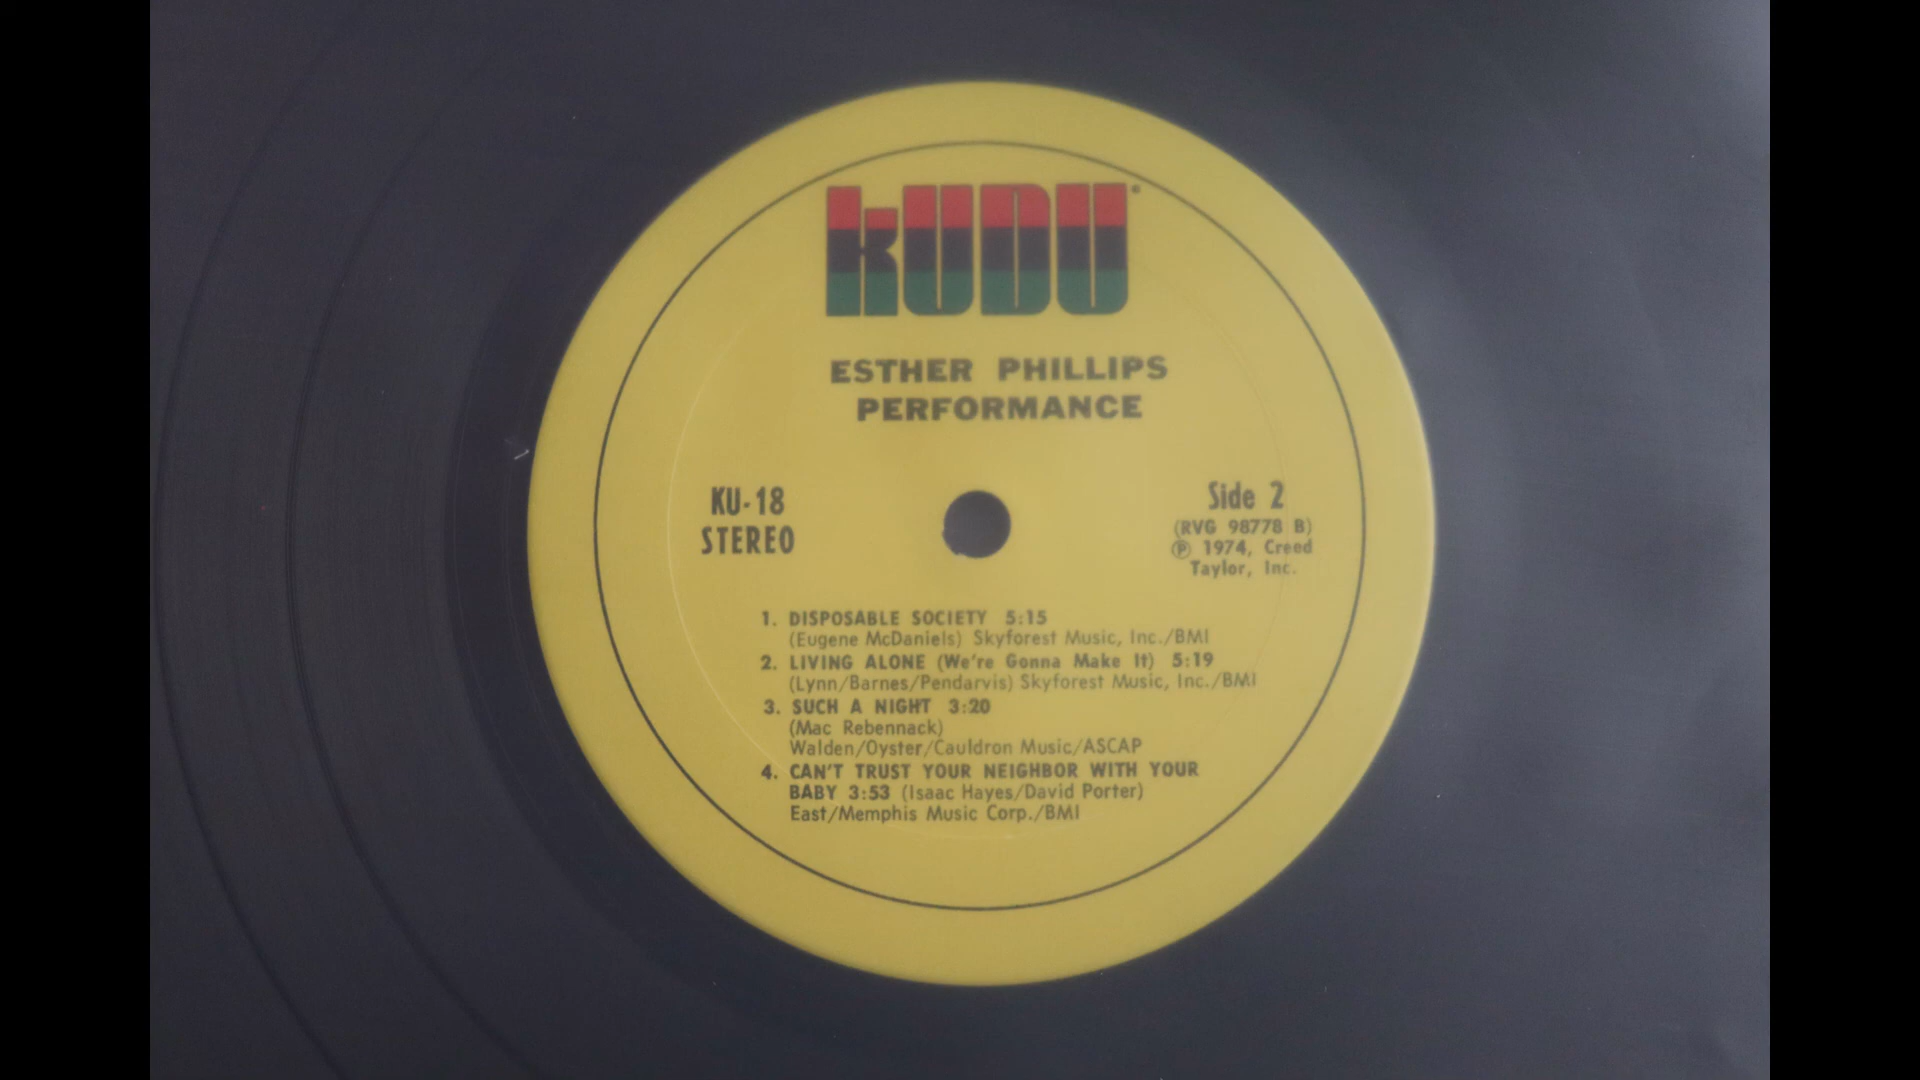 KUDU®
ESTHER PHILLIPS
PERFORMANCE
KU-18
STEREO
Side 2
(RVG 98778 B)
Ⓟ 1974, Creed
Taylor, Inc.
1. DISPOSABLE SOCIETY 5:15
(Eugene McDaniels) Skyforest Music, Inc./BMI
2. LIVING ALONE (We're Gonna Make It) 5:19
(Lynn/Barnes/Pendarvis) Skyforest Music, Inc./BMI
3. SUCH A NIGHT 3:20
(Mac Rebennack)
Walden/Oyster/Cauldron Music/ASCAP
4. CAN'T TRUST YOUR NEIGHBOR WITH YOUR
BABY 3:53 (Isaac Hayes/David Porter)
East/Memphis Music Corp./BMI